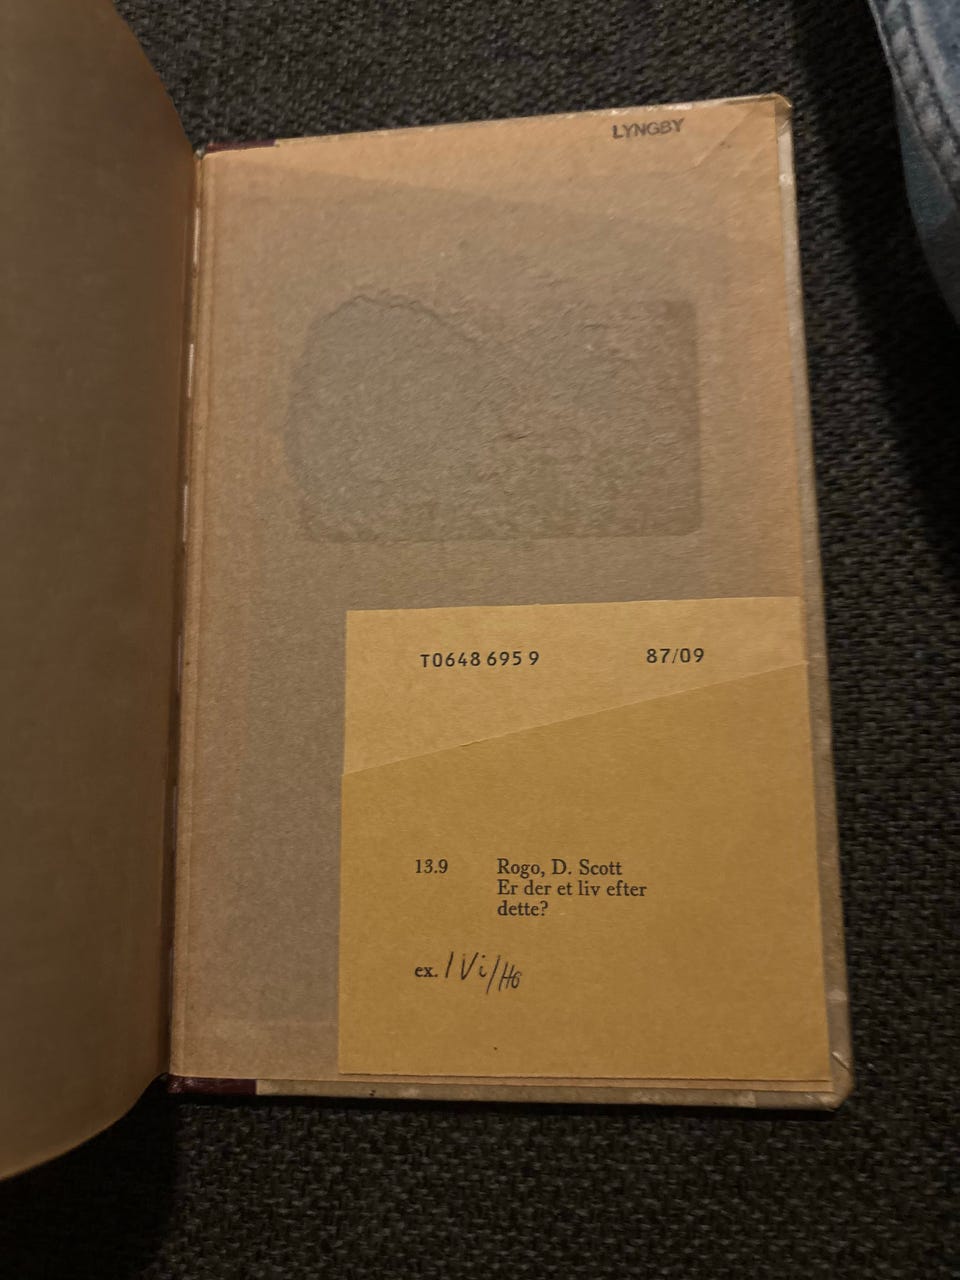 LYNGBY
T0648 695 9 87/09
13.9 Rogo, D. Scott
Er der et liv efter
dette?
ex. 1 Vi/H6